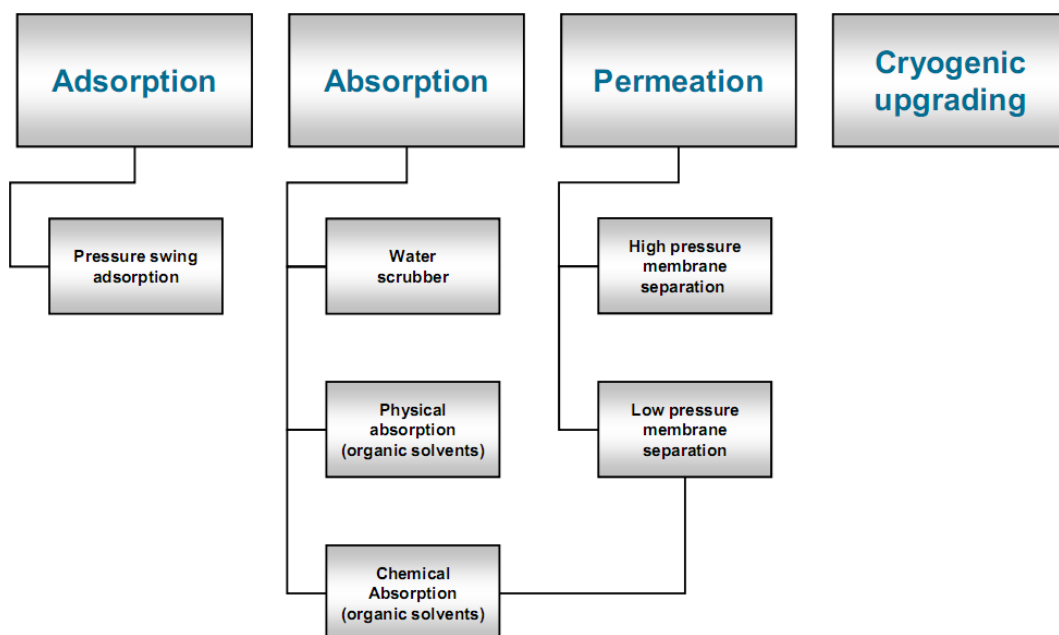 Adsorption
Absorption
Permeation
Cryogenic
upgrading
Pressure swing
adsorption
Water
scrubber
High pressure
membrane
separation
Physical
absorption
(organic solvents)
Low pressure
membrane
separation
Chemical
Absorption
(organic solvents)